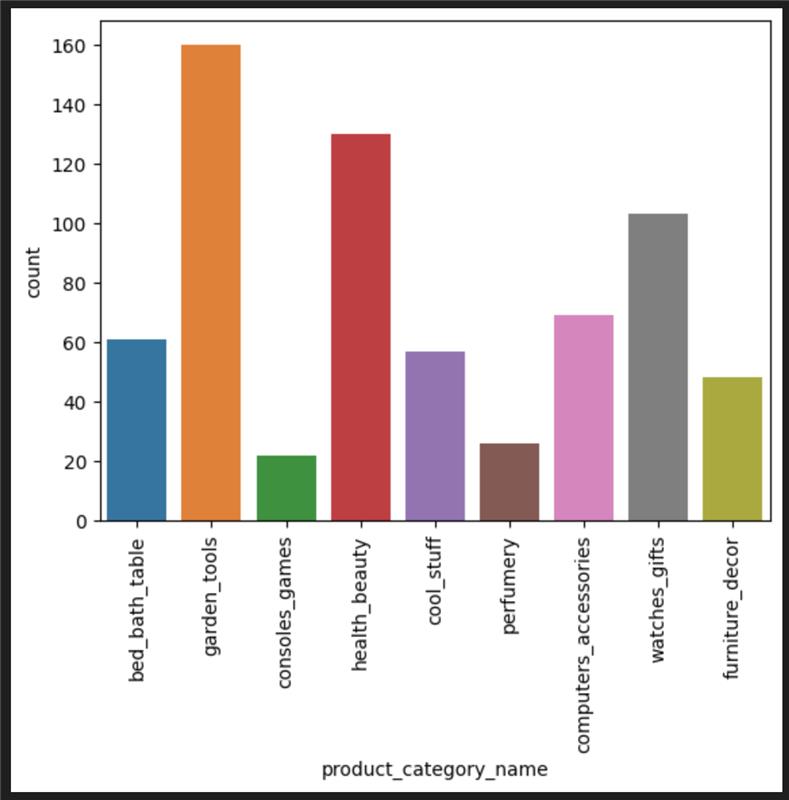 160
140
120
100
80
60
40
20
0
count
bed_bath_table
garden_tools
consoles_games
health_beauty
cool_stuff
perfumery
computers_accessories
watches_gifts
furniture_decor
product_category_name